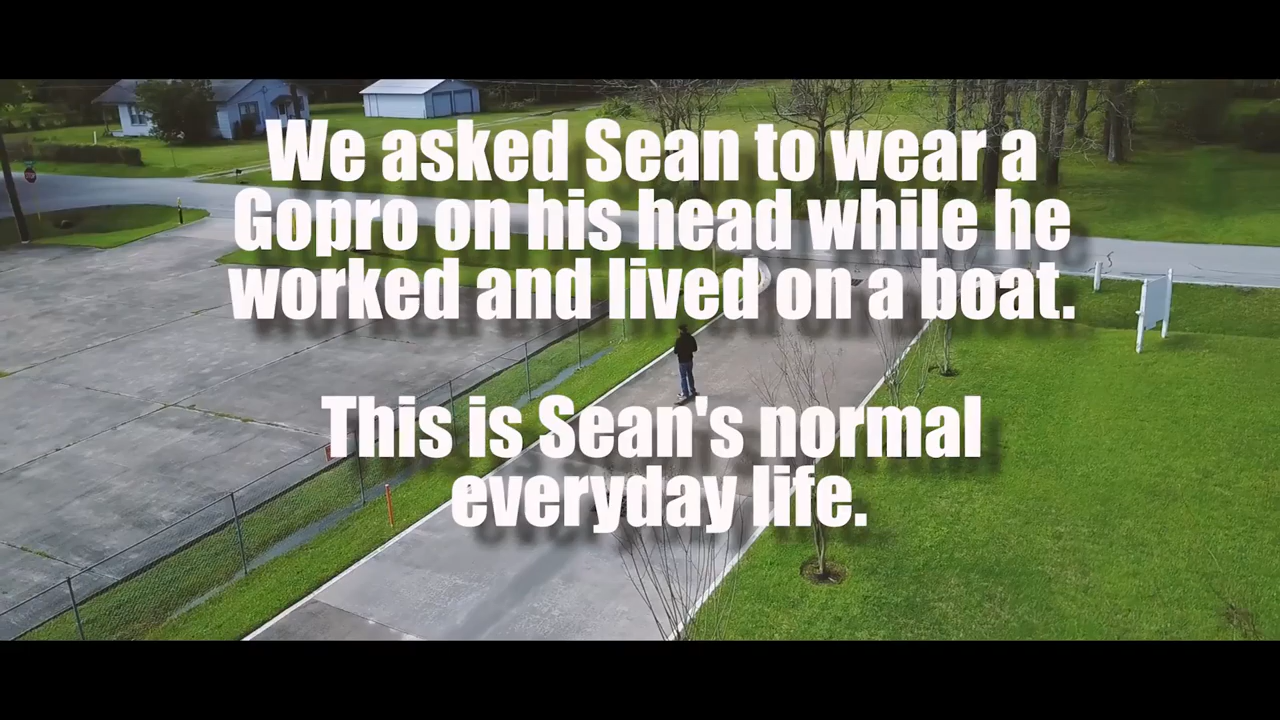 We asked Sean to wear a
Gopro on his head while he
worked and lived on a boat.
This is Sean's normal
everyday life.